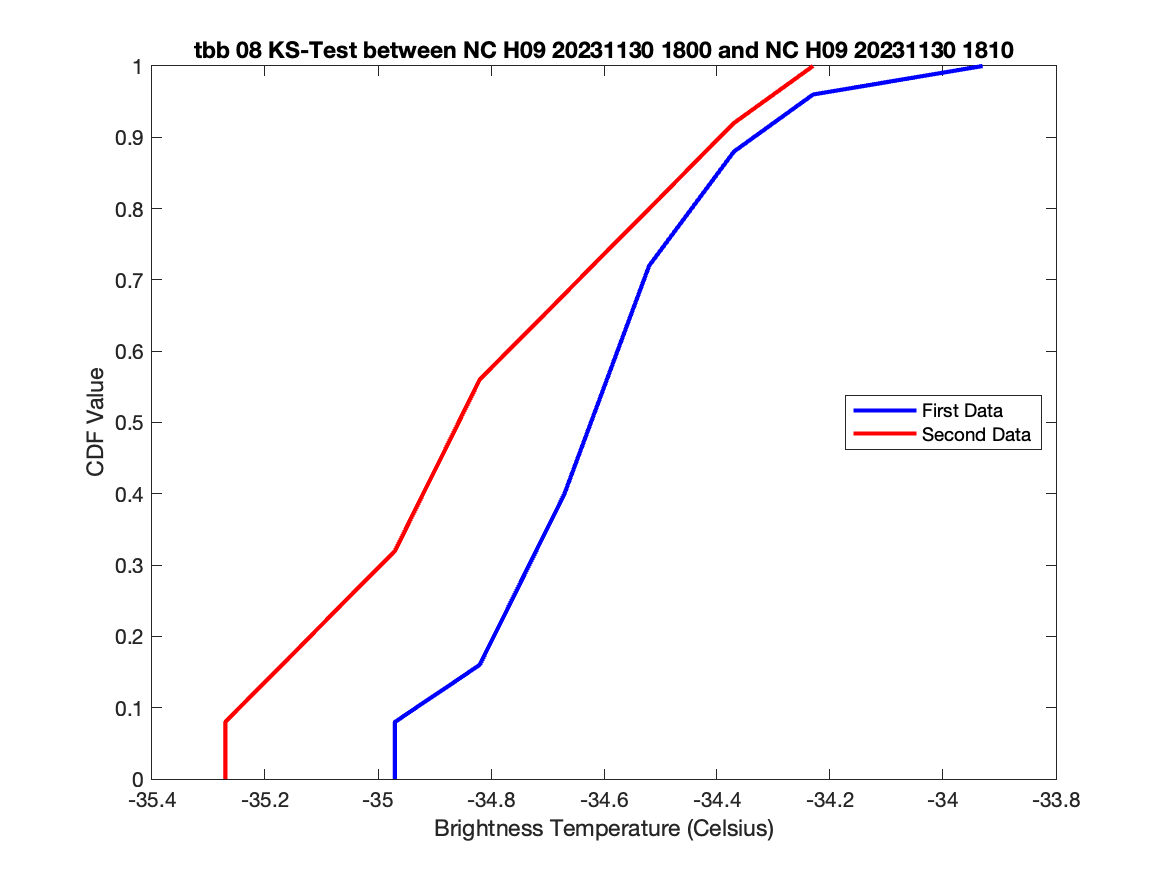 tbb 08 KS-Test between NC H09 20231130 1800 and NC H09 20231130 1810
1
0.9
0.8
0.7
0.6
0.5
0.4
0.3
0.2
0.1
0
CDF Value
First Data
Second Data
-35.4 -35.2 -35 -34.8 -34.6 -34.4 -34.2 -34 -33.8
Brightness Temperature (Celsius)